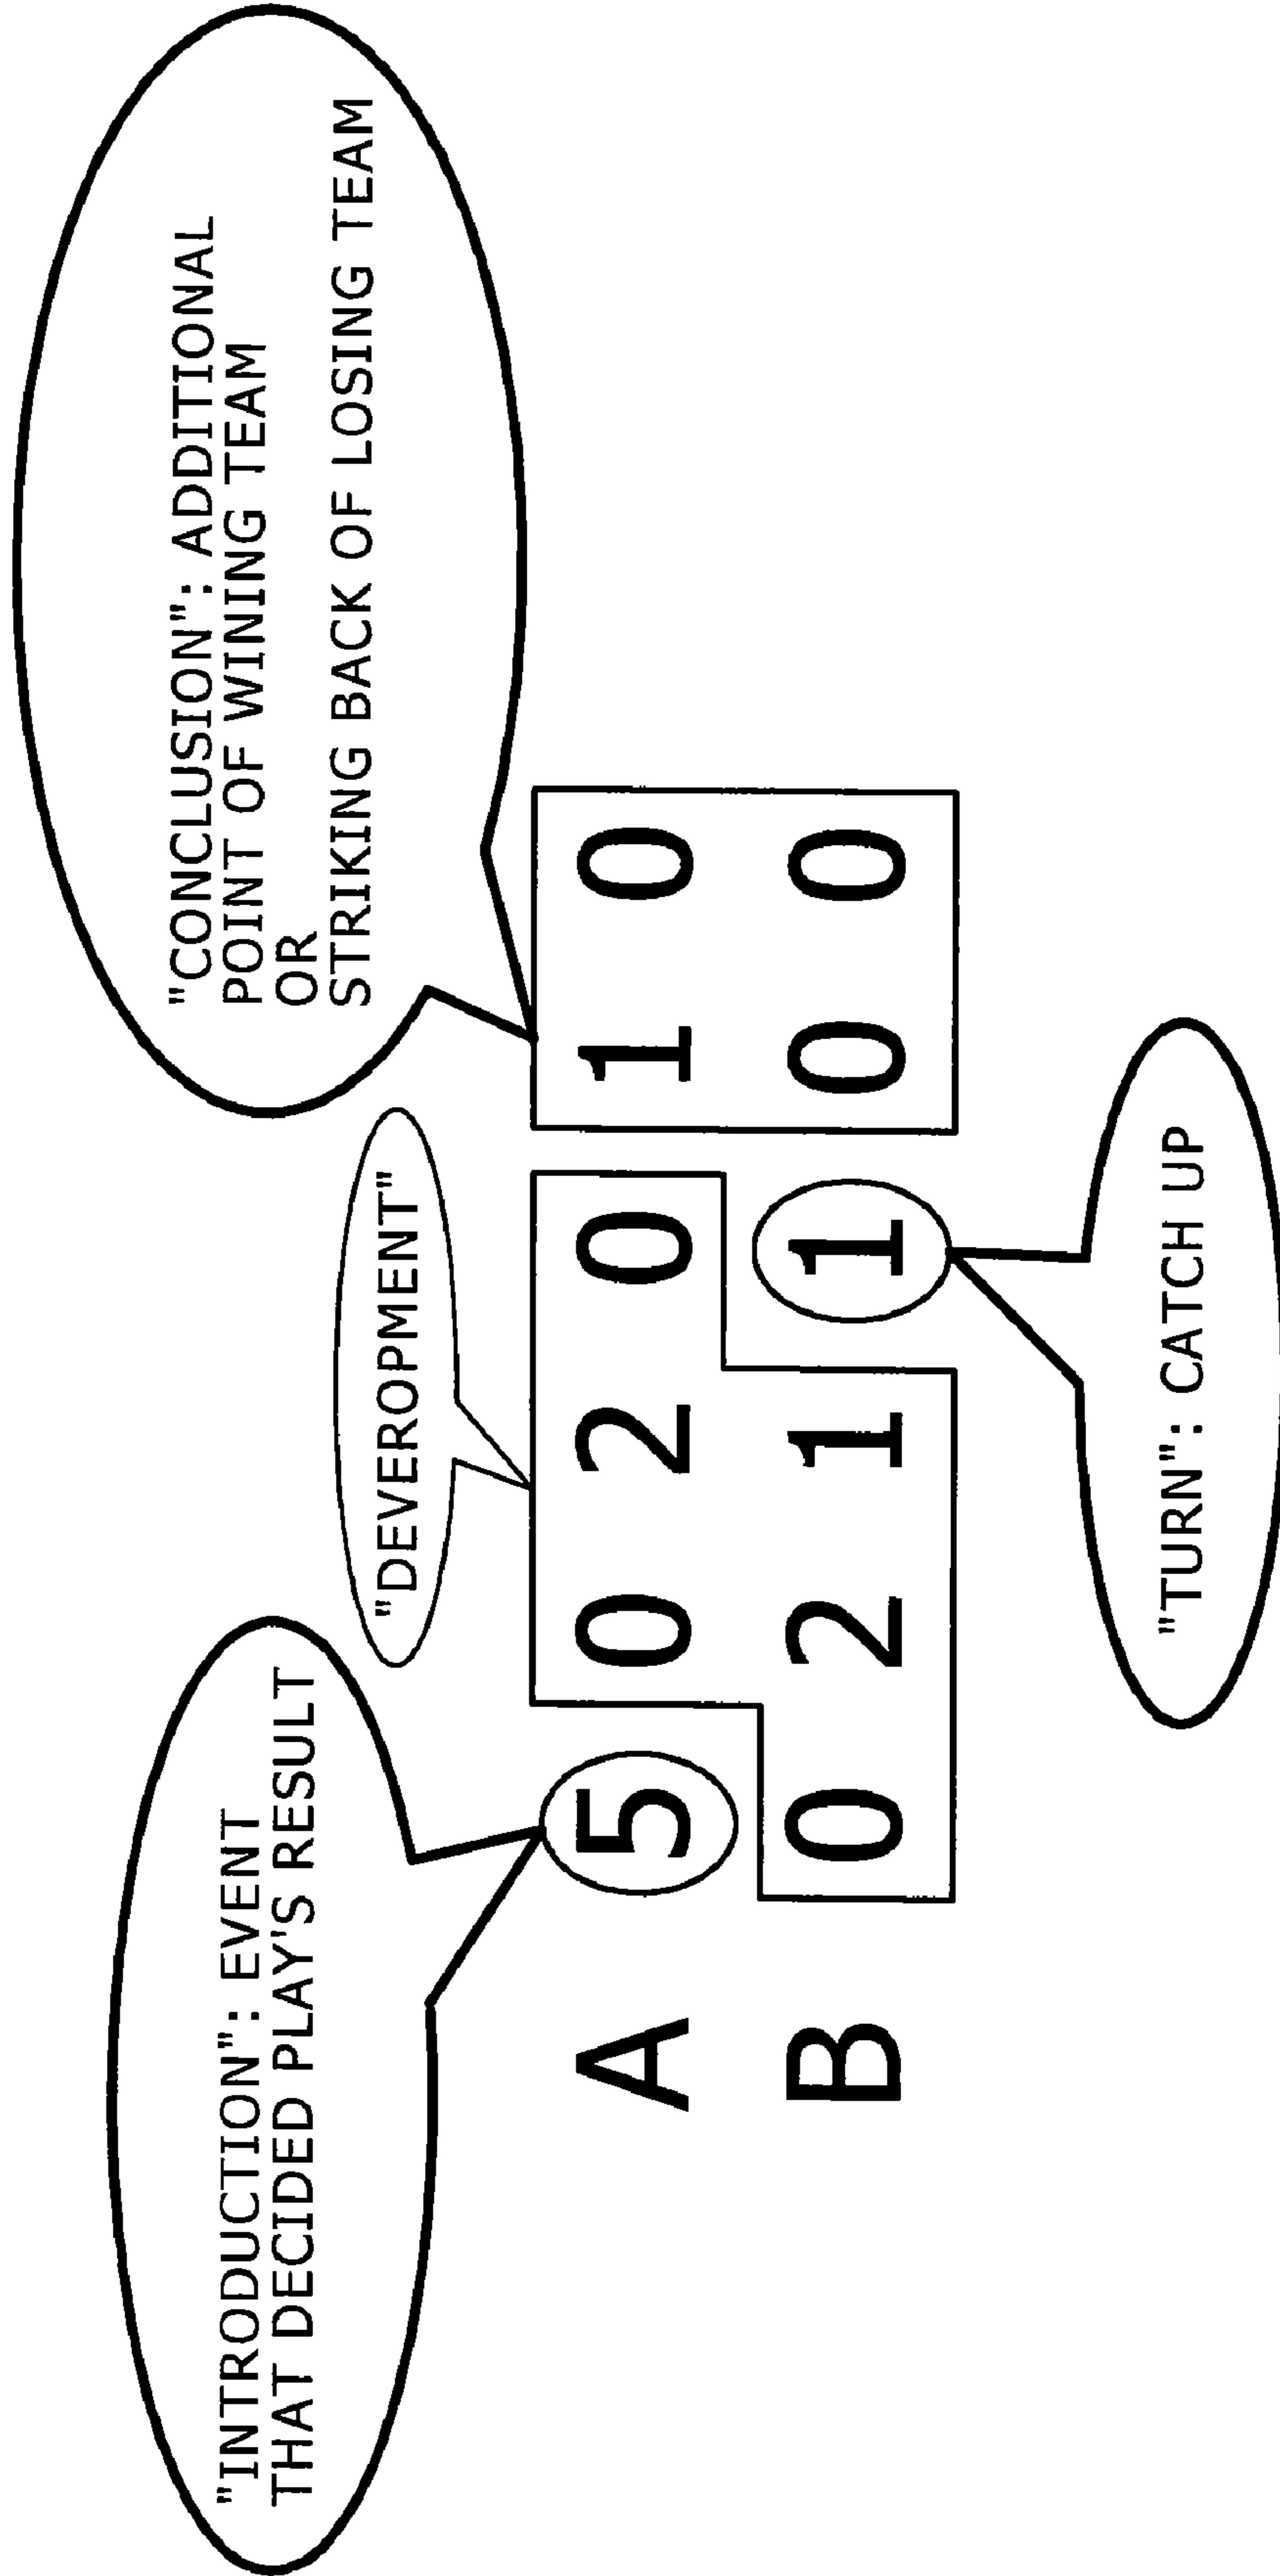 "INTRODUCTION": EVENT
THAT DECIDED PLAY'S RESULT
"DEVEROPMENT"
"CONCLUSION": ADDITIONAL
POINT OF WINING TEAM
OR
STRIKING BACK OF LOSING TEAM
A 5 0 2 0 1 0
B 0 2 1 1 0 0
"TURN": CATCH UP